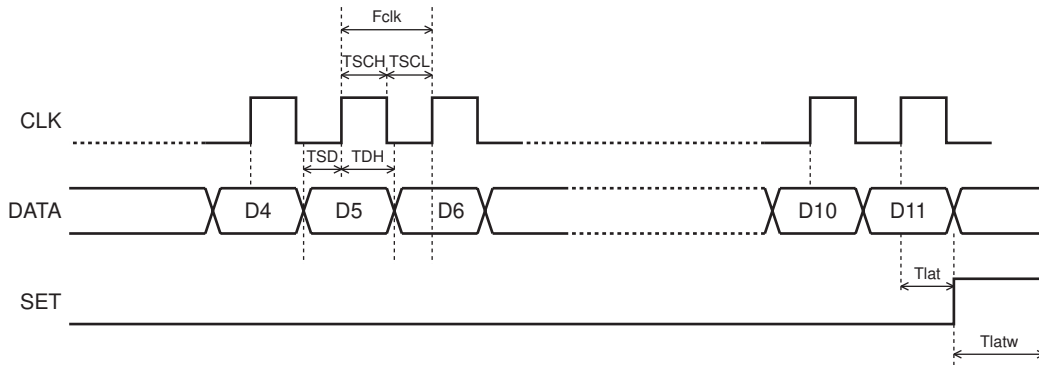 Fclk
TSCH TSCL
CLK
TSD TDH
DATA D4 D5 D6 D10 D11
Tlat
SET
Tlatw